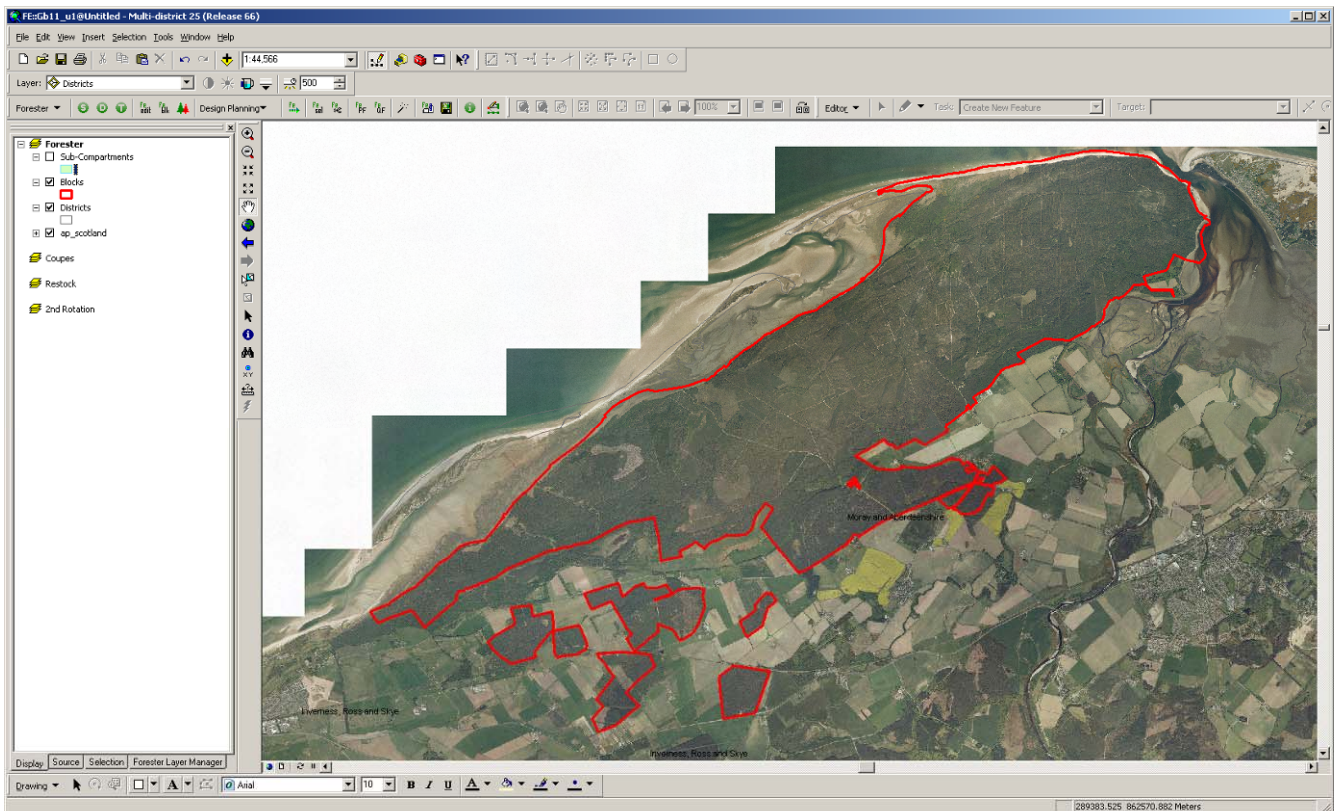 FE::Gb11_u1@Untitled - Multi-district 25 (Release 66)
File Edit View Insert Selection Tools Window Help
1:44,566
Layer: Districts 500
Forester Design Planning 100% Editor Task: Create New Feature Target:
Forester
Sub-Compartments
Blocks
Districts
ap_scotland
Coupes
Restock
2nd Rotation
Moray and Aberdeenshire
Inverness, Ross and Skye
Inverness, Ross and Skye
Display Source Selection Forester Layer Manager
Drawing A Arial 10 B I U A
289383.525 862570.882 Meters